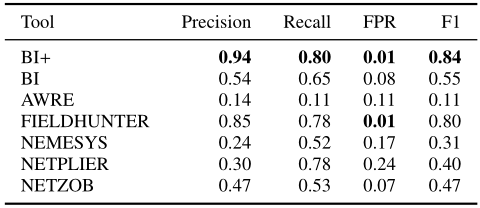 Tool Precision Recall FPR F1
BI+ 0.94 0.80 0.01 0.84
BI 0.54 0.65 0.08 0.55
AWRE 0.14 0.11 0.11 0.11
FIELDHUNTER 0.85 0.78 0.01 0.80
NEMESYS 0.24 0.52 0.17 0.31
NETPLIER 0.30 0.78 0.24 0.40
NETZOB 0.47 0.53 0.07 0.47